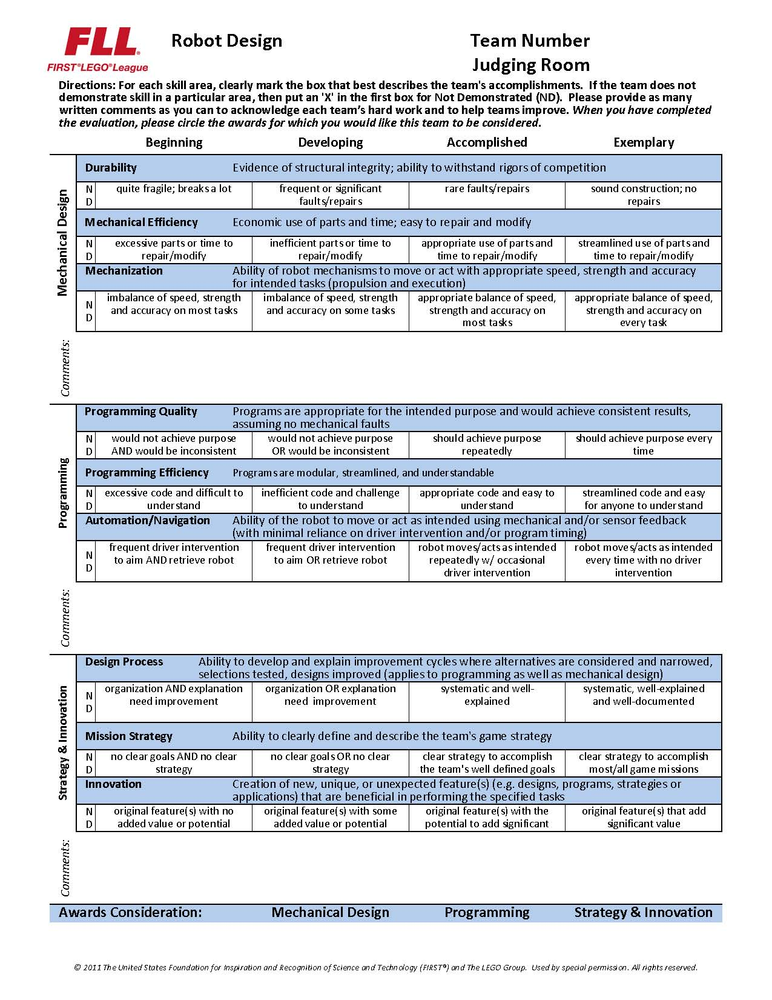 FLL®
FIRST®LEGO®League
Robot Design
Team Number
Judging Room
Directions: For each skill area, clearly mark the box that best describes the team's accomplishments.  If the team does not
demonstrate skill in a particular area, then put an 'X' in the first box for Not Demonstrated (ND).  Please provide as many
written comments as you can to acknowledge each team’s hard work and to help teams improve. When you have completed
the evaluation, please circle the awards for which you would like this team to be considered.
Beginning Developing Accomplished Exemplary
Mechanical Design
Durability Evidence of structural integrity; ability to withstand rigors of competition
N quite fragile; breaks a lot frequent or significant rare faults/repairs sound construction; no
D faults/repairs repairs
Mechanical Efficiency Economic use of parts and time; easy to repair and modify
N excessive parts or time to inefficient parts or time to appropriate use of parts and streamlined use of parts and
D repair/modify repair/modify time to repair/modify time to repair/modify
Mechanization Ability of robot mechanisms to move or act with appropriate speed, strength and accuracy
for intended tasks (propulsion and execution)
imbalance of speed, strength imbalance of speed, strength appropriate balance of speed, appropriate balance of speed,
N and accuracy on most tasks and accuracy on some tasks strength and accuracy on strength and accuracy on
D most tasks every task
Comments:
Programming
Programming Quality Programs are appropriate for the intended purpose and would achieve consistent results,
assuming no mechanical faults
N would not achieve purpose would not achieve purpose should achieve purpose should achieve purpose every
D AND would be inconsistent OR would be inconsistent repeatedly time
Programming Efficiency Programs are modular, streamlined, and understandable
N excessive code and difficult to inefficient code and challenge appropriate code and easy to streamlined code and easy
D understand to understand understand for anyone to understand
Automation/Navigation Ability of the robot to move or act as intended using mechanical and/or sensor feedback
(with minimal reliance on driver intervention and/or program timing)
frequent driver intervention frequent driver intervention robot moves/acts as intended robot moves/acts as intended
N to aim AND retrieve robot to aim OR retrieve robot repeatedly w/ occasional every time with no driver
D driver intervention intervention
Comments:
Strategy & Innovation
Design Process Ability to develop and explain improvement cycles where alternatives are considered and narrowed,
selections tested, designs improved (applies to programming as well as mechanical design)
organization AND explanation organization OR explanation systematic and well- systematic, well-explained
N need improvement need  improvement explained and well-documented
D
Mission Strategy Ability to clearly define and describe the team's game strategy
N no clear goals AND no clear no clear goals OR no clear clear strategy to accomplish clear strategy to accomplish
D strategy strategy the team's well defined goals most/all game missions
Innovation Creation of new, unique, or unexpected feature(s) (e.g. designs, programs, strategies or
applications) that are beneficial in performing the specified tasks
N original feature(s) with no original feature(s) with some original feature(s) with the original feature(s) that add
D added value or potential added value or potential potential to add significant significant value
Comments:
Awards Consideration: Mechanical Design Programming Strategy & Innovation
© 2011 The United States Foundation for Inspiration and Recognition of Science and Technology (FIRST®) and The LEGO Group.  Used by special permission. All rights reserved.